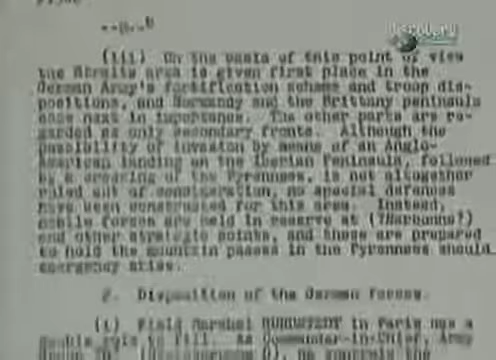 Discovery
(iii) On the basis of this point of view
the Straits area is given first place in the
German Army's fortification scheme and troop dis-
positions, and Normandy and the Brittany peninsula
come next in importance. The other parts are re-
garded as only secondary fronts. Although the
possibility of invasion by means of an Anglo-
American landing on the Iberian Peninsula, followed
by a crossing of the Pyrenees, is not altogether
ruled out of consideration, no special defences
have been constructed for this area. Instead,
mobile forces are held in reserve at (?Narbonne?)
and other strategic points, and these are prepared
to hold the mountain passes in the Pyrenees should
emergency arise.
2. Disposition of the German forces.
(i) Field Marshal RUNDSTEDT in Paris has a
double role to fill. As Commander-in-Chief, Army